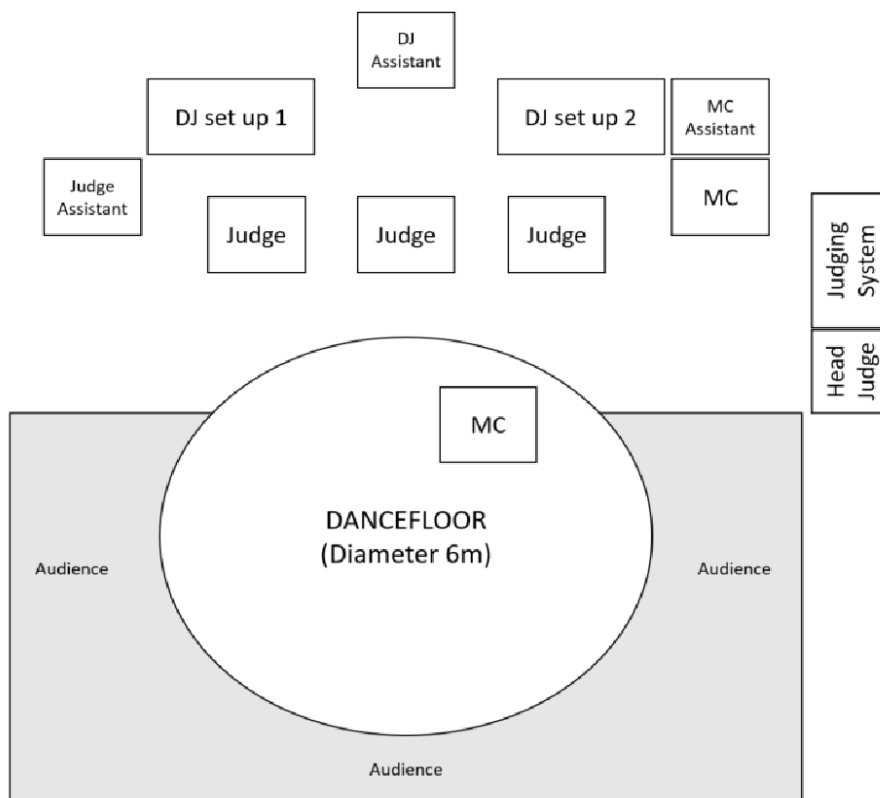 DJ
Assistant
DJ set up 1
DJ set up 2
MC
Assistant
Judge
Assistant
MC
Judge
Judge
Judge
Judging
System
Head
Judge
MC
DANCEFLOOR
(Diameter 6m)
Audience
Audience
Audience